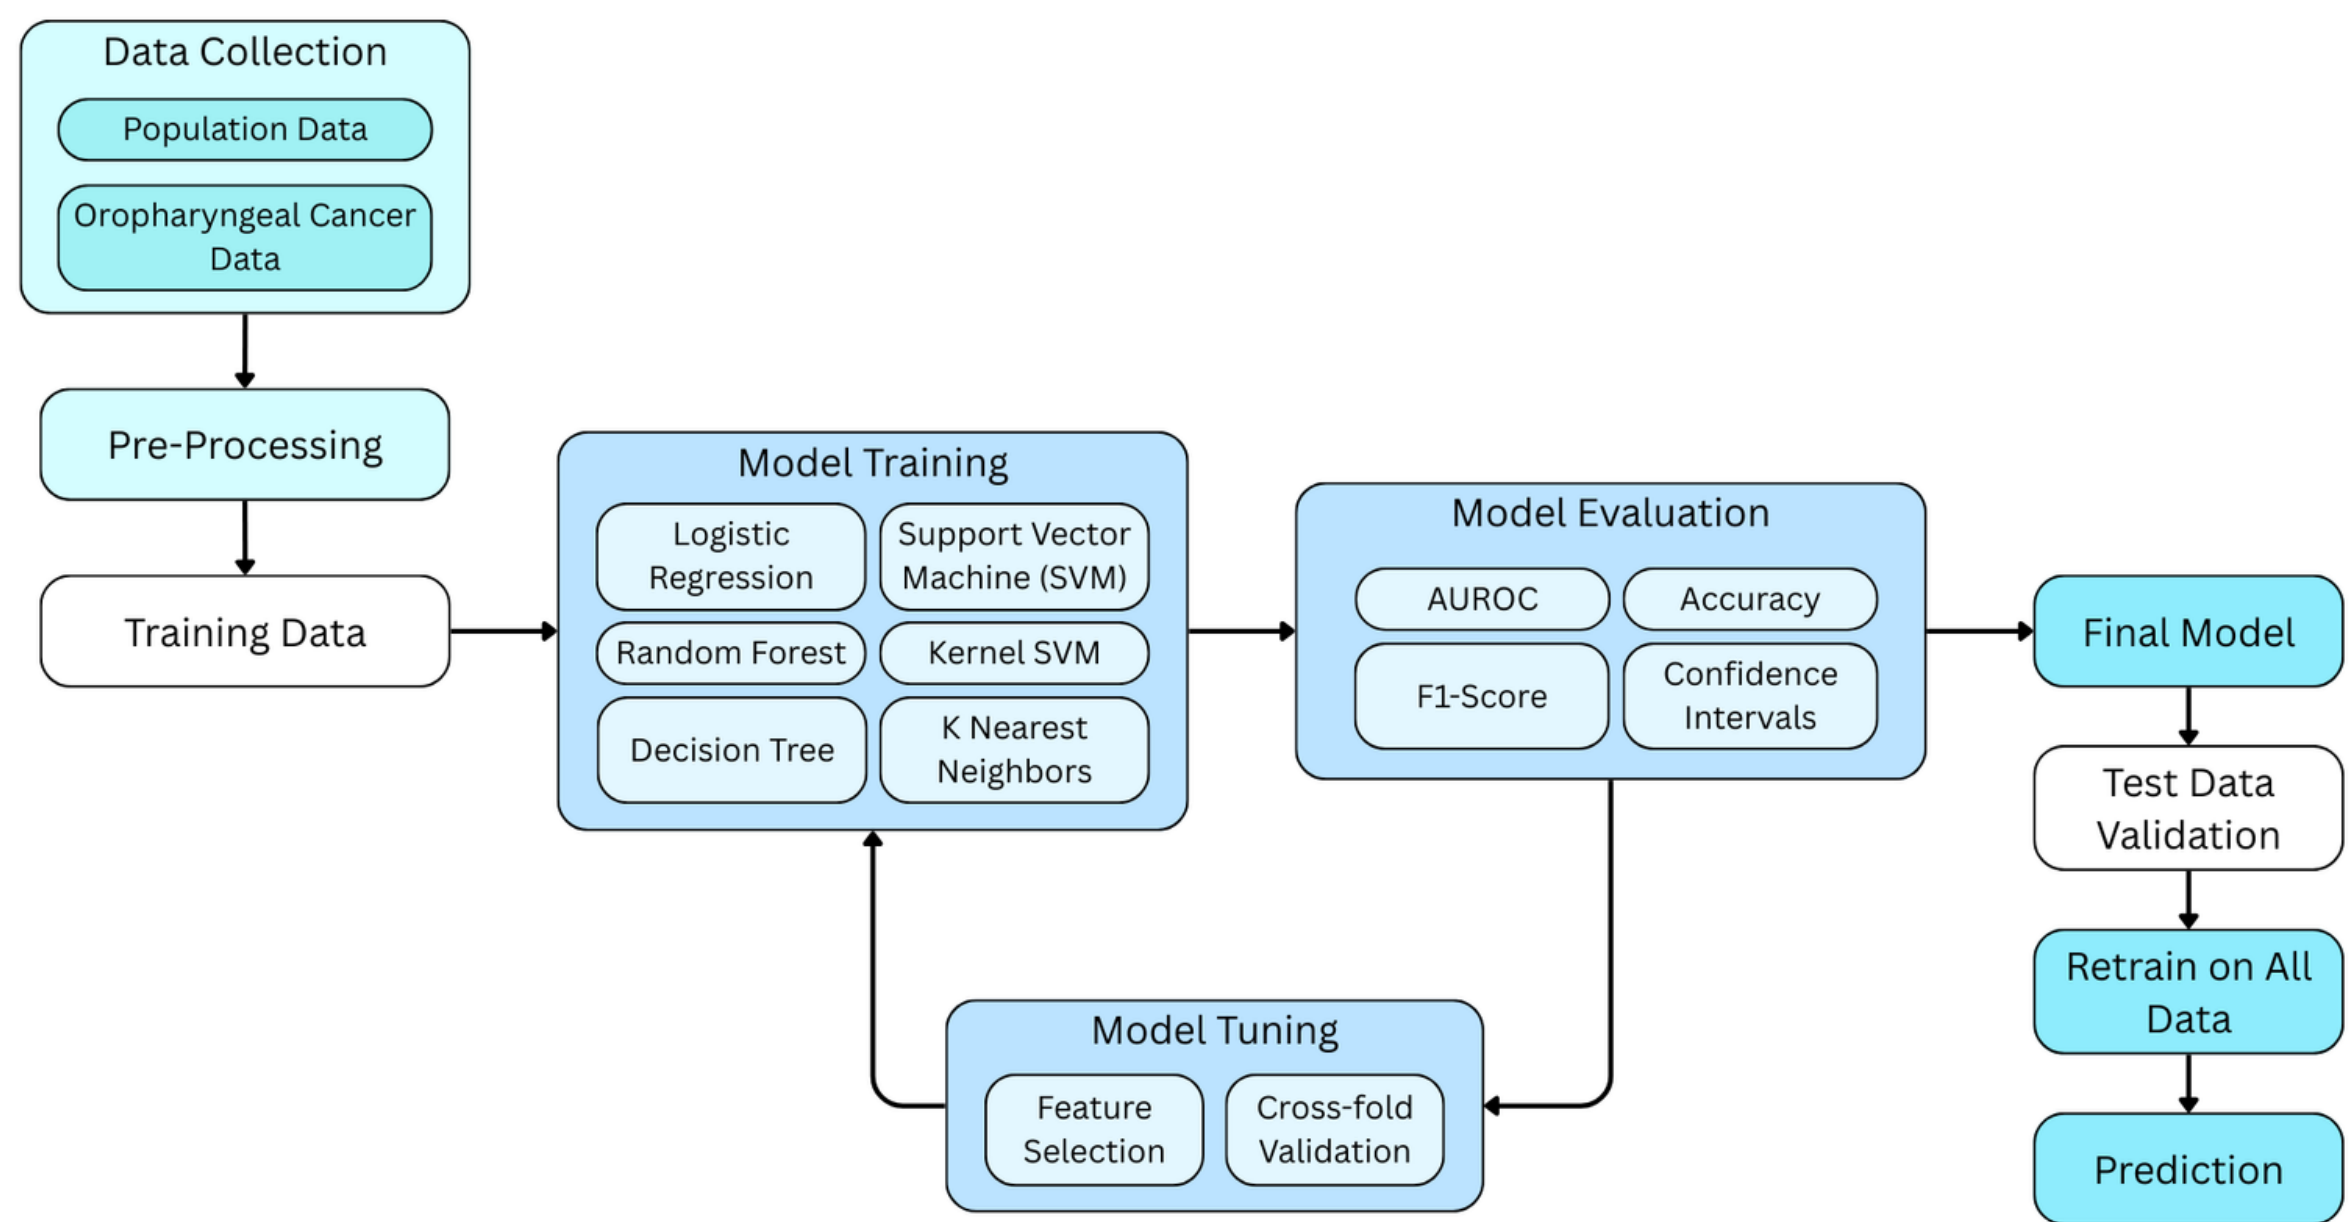 Data Collection
Population Data
Oropharyngeal Cancer
Data
Pre-Processing
Training Data
Model Training
Logistic
Regression
Support Vector
Machine (SVM)
Random Forest
Kernel SVM
Decision Tree
K Nearest
Neighbors
Model Evaluation
AUROC
Accuracy
F1-Score
Confidence
Intervals
Model Tuning
Feature
Selection
Cross-fold
Validation
Final Model
Test Data
Validation
Retrain on All
Data
Prediction